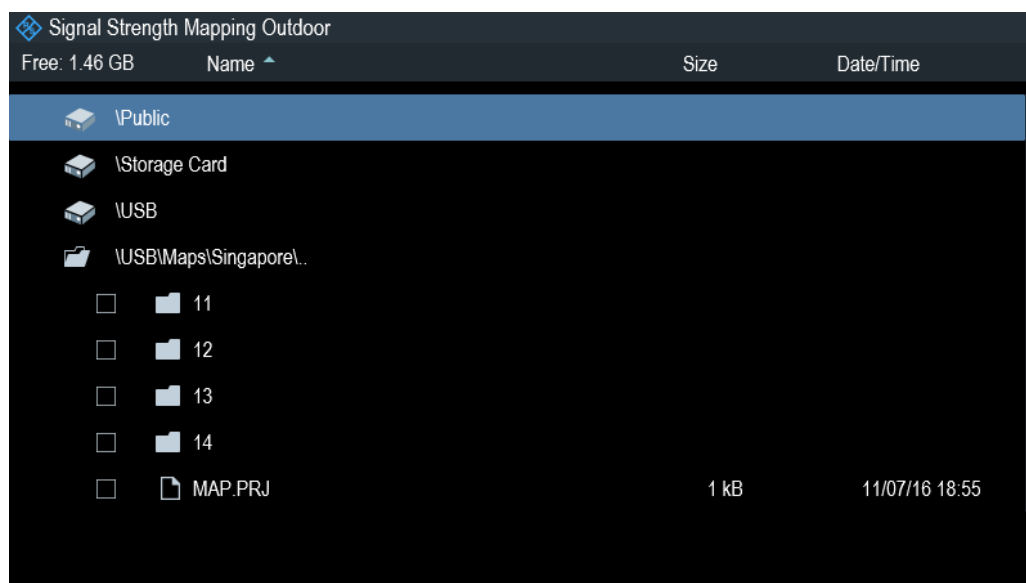 Signal Strength Mapping Outdoor
Free: 1.46 GB Name Size Date/Time
\Public
\Storage Card
\USB
\USB\Maps\Singapore\..
11
12
13
14
MAP.PRJ 1 kB 11/07/16 18:55